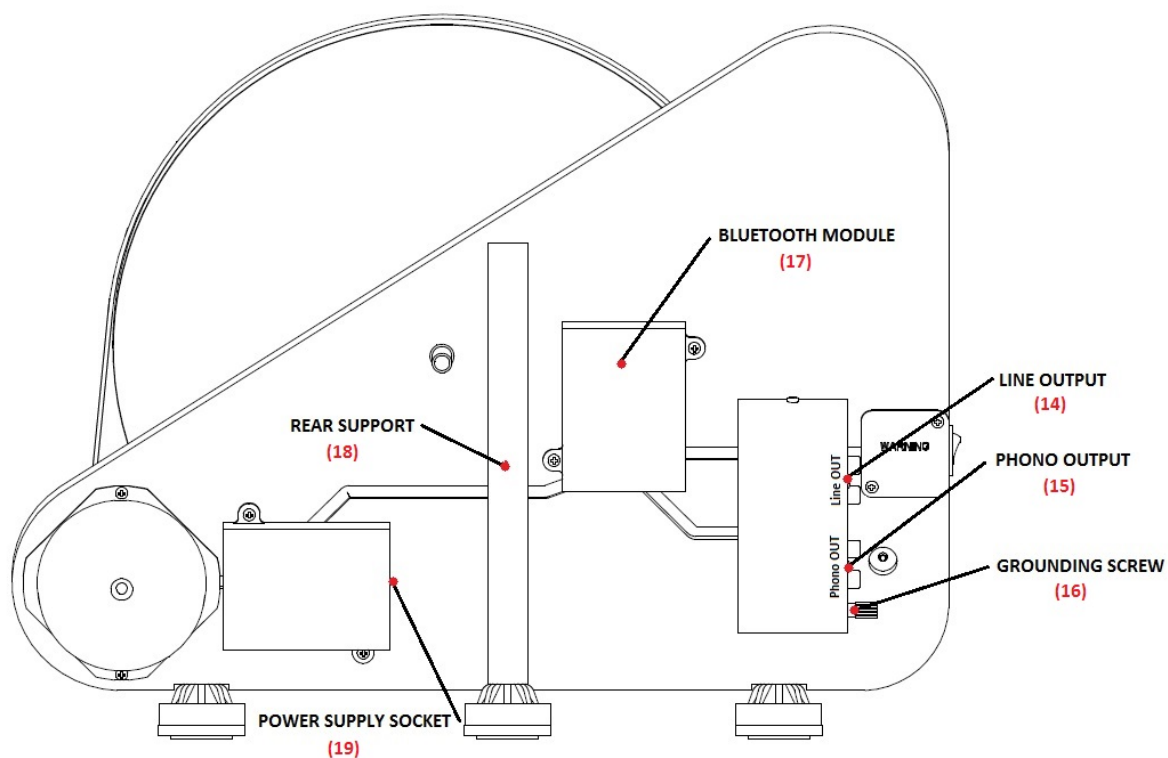 BLUETOOTH MODULE
(17)
LINE OUTPUT
(14)
REAR SUPPORT
(18)
WARNING
Line OUT
PHONO OUTPUT
(15)
Phono OUT
GROUNDING SCREW
(16)
POWER SUPPLY SOCKET
(19)